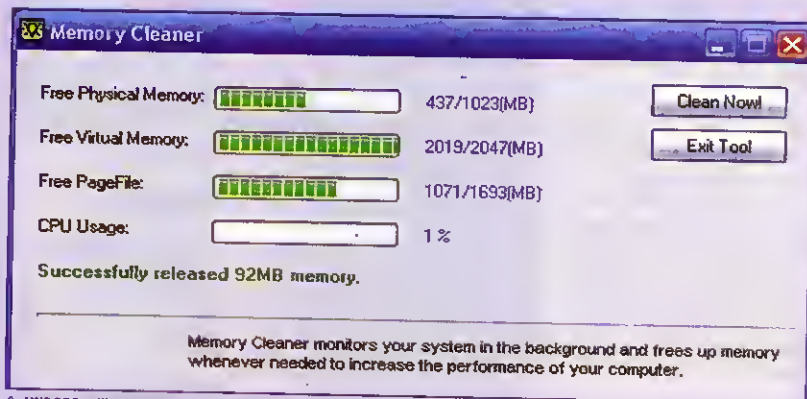 Memory Cleaner
Free Physical Memory: 437/1023(MB) Clean Now!
Free Virtual Memory: 2019/2047(MB) Exit Tool
Free PageFile: 1071/1693(MB)
CPU Usage: 1 %
Successfully released 92MB memory.
Memory Cleaner monitors your system in the background and frees up memory
whenever needed to increase the performance of your computer.